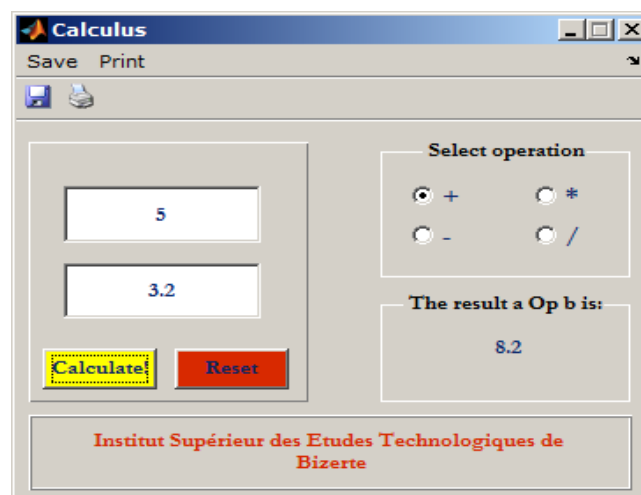 Calculus
Save Print
5
3.2
Calculate!
Reset
Select operation
+ *
- /
The result a Op b is:
8.2
Institut Supérieur des Etudes Technologiques de
Bizerte